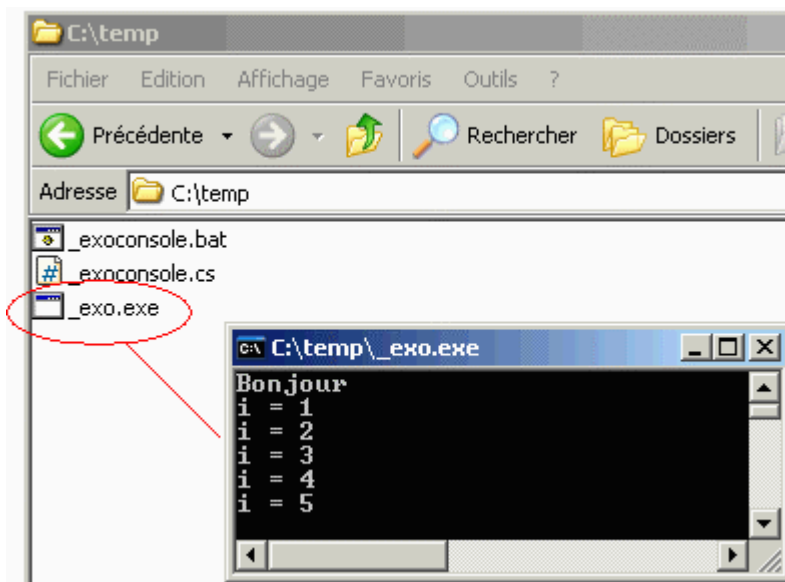 C:\temp
Fichier Edition Affichage Favoris Outils ?
Précédente Rechercher Dossiers
Adresse C:\temp
_exoconsole.bat
_exoconsole.cs
_exo.exe
C:\temp\_exo.exe
Bonjour
i = 1
i = 2
i = 3
i = 4
i = 5